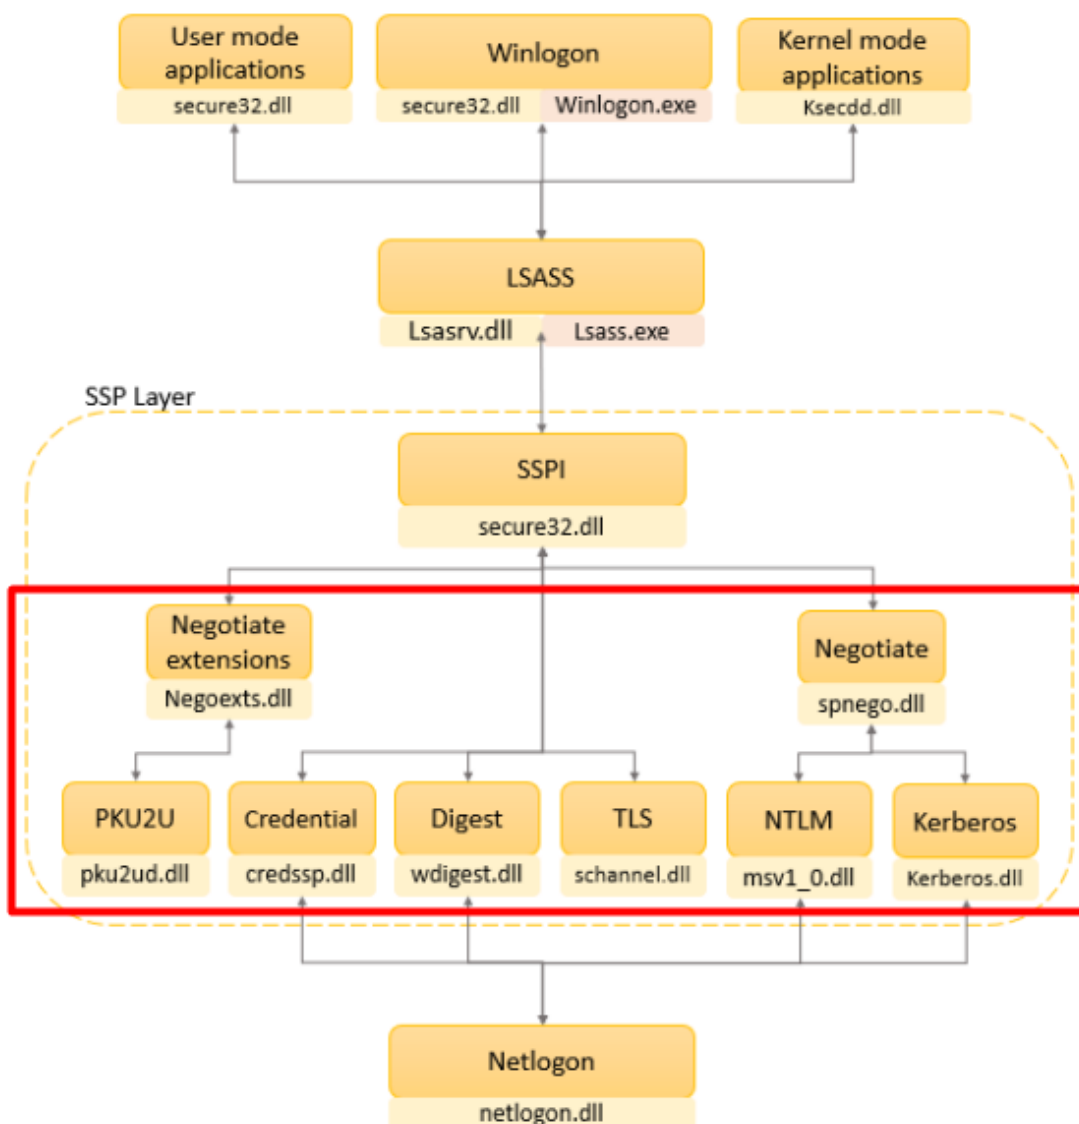 User mode
applications
secure32.dll
Winlogon
secure32.dll
Winlogon.exe
Kernel mode
applications
Ksecdd.dll
LSASS
Lsasrv.dll
Lsass.exe
SSP Layer
SSPI
secure32.dll
Negotiate
extensions
Negoexts.dll
Negotiate
spnego.dll
PKU2U
pku2ud.dll
Credential
credssp.dll
Digest
wdigest.dll
TLS
schannel.dll
NTLM
msv1_0.dll
Kerberos
Kerberos.dll
Netlogon
netlogon.dll